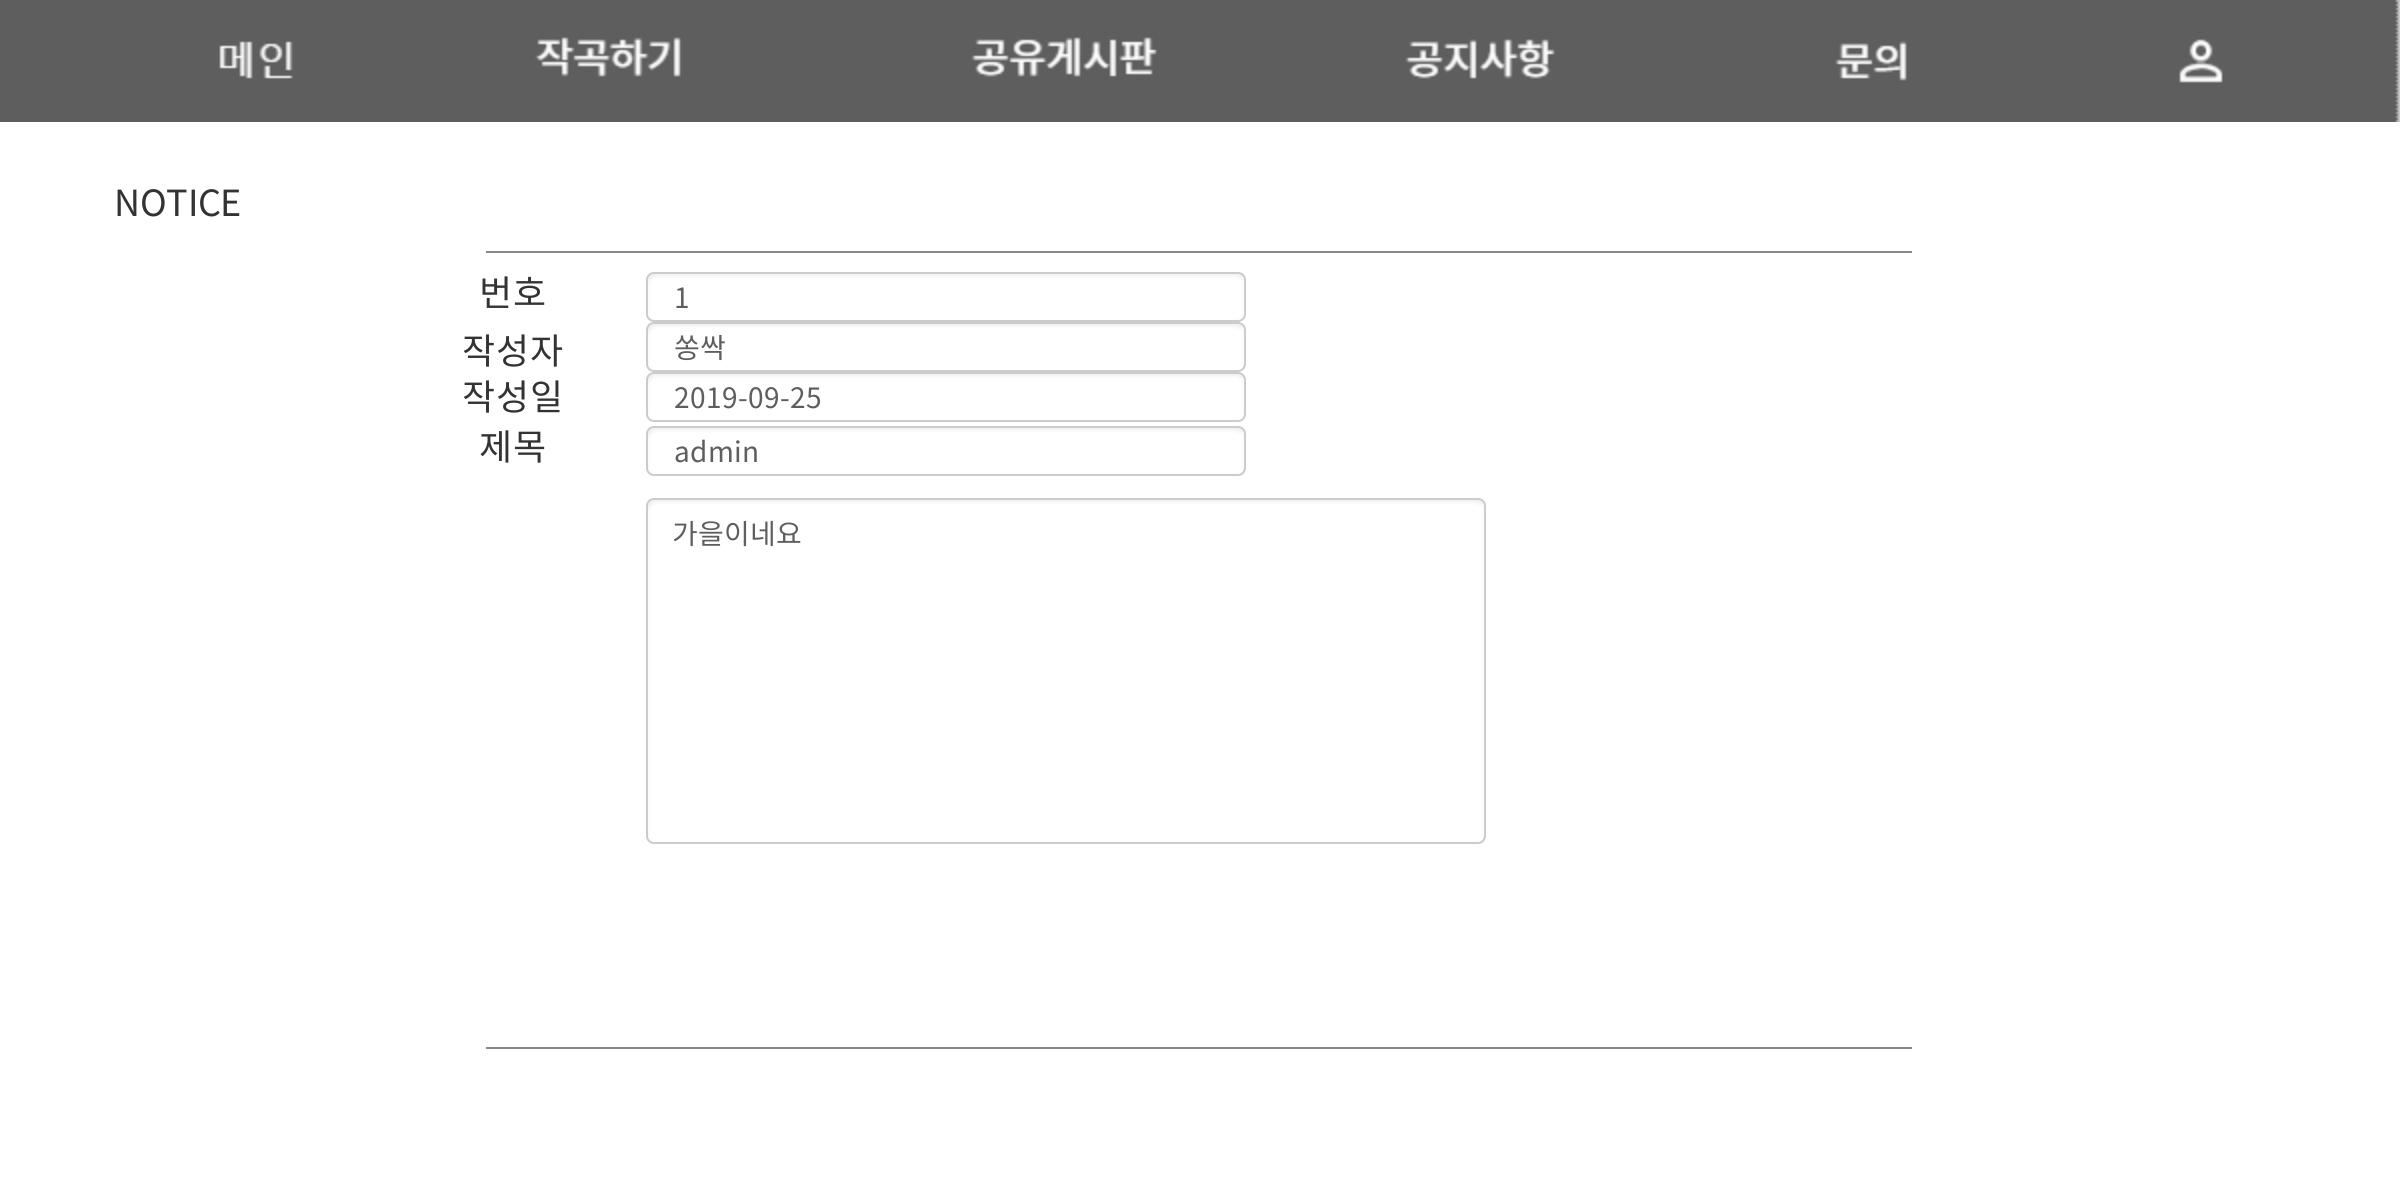 메인 작곡하기 공유게시판 공지사항 문의
NOTICE
번호 1
작성자 쏭싹
작성일 2019-09-25
제목 admin
가을이네요